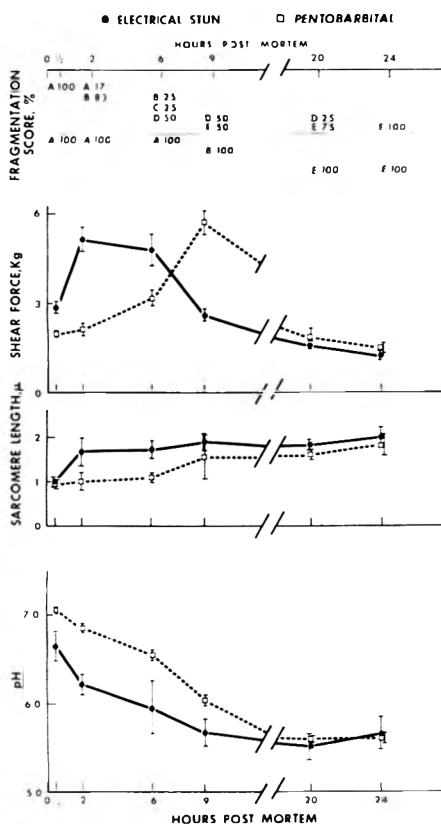 ● ELECTRICAL STUN □ PENTOBARBITAL
HOURS POST MORTEM
0 ½ 2 6 9 20 24
FRAGMENTATION SCORE, %
A 100 A 17
B 83 B 25
C 25
D 50 D 50 D 25
E 50 E 75 E 100
A 100 A 100 A 100
B 100
E 100 E 100
SHEAR FORCE, Kg
6
3
0
SARCOMERE LENGTH, μ
2
1
0
pH
7.0
6.0
5.0
0 2 6 9 20 24
HOURS POST MORTEM